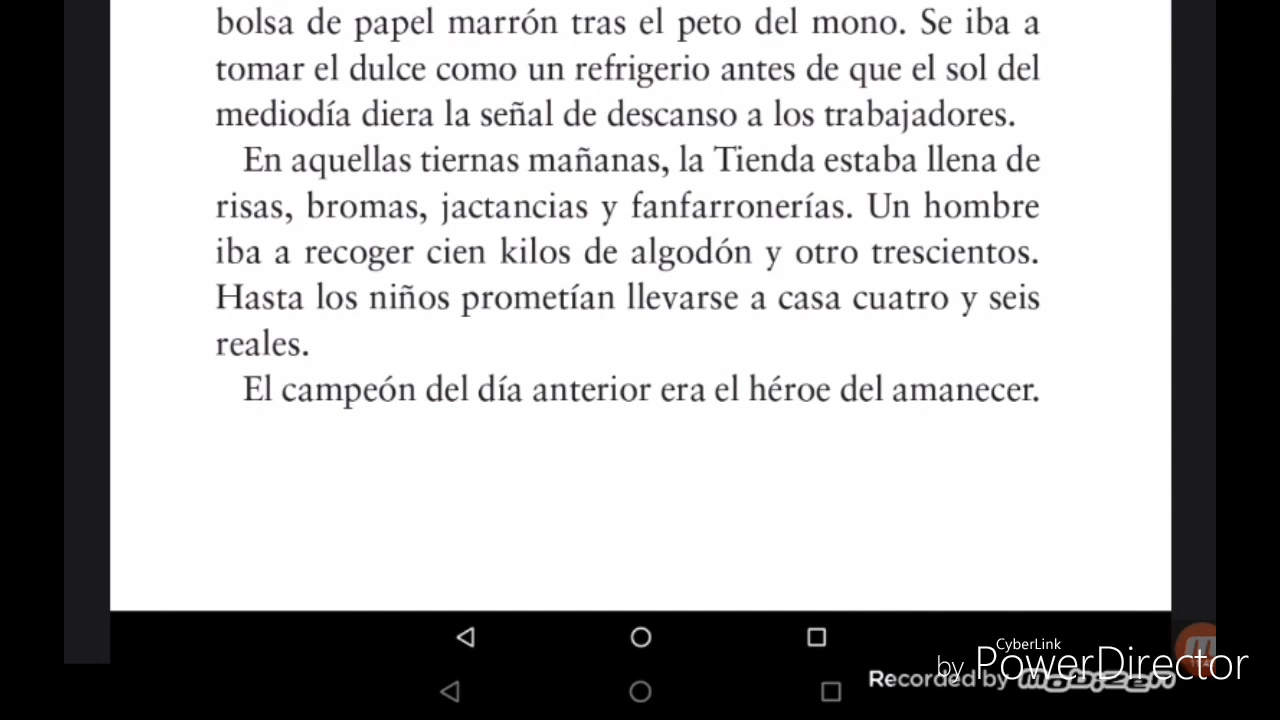 bolsa de papel marrón tras el peto del mono. Se iba a
tomar el dulce como un refrigerio antes de que el sol del
mediodía diera la señal de descanso a los trabajadores.
En aquellas tiernas mañanas, la Tienda estaba llena de
risas, bromas, jactancias y fanfarronerías. Un hombre
iba a recoger cien kilos de algodón y otro trescientos.
Hasta los niños prometían llevarse a casa cuatro y seis
reales.
El campeón del día anterior era el héroe del amanecer.
CyberLink
by PowerDirector
Recorded by mobizen